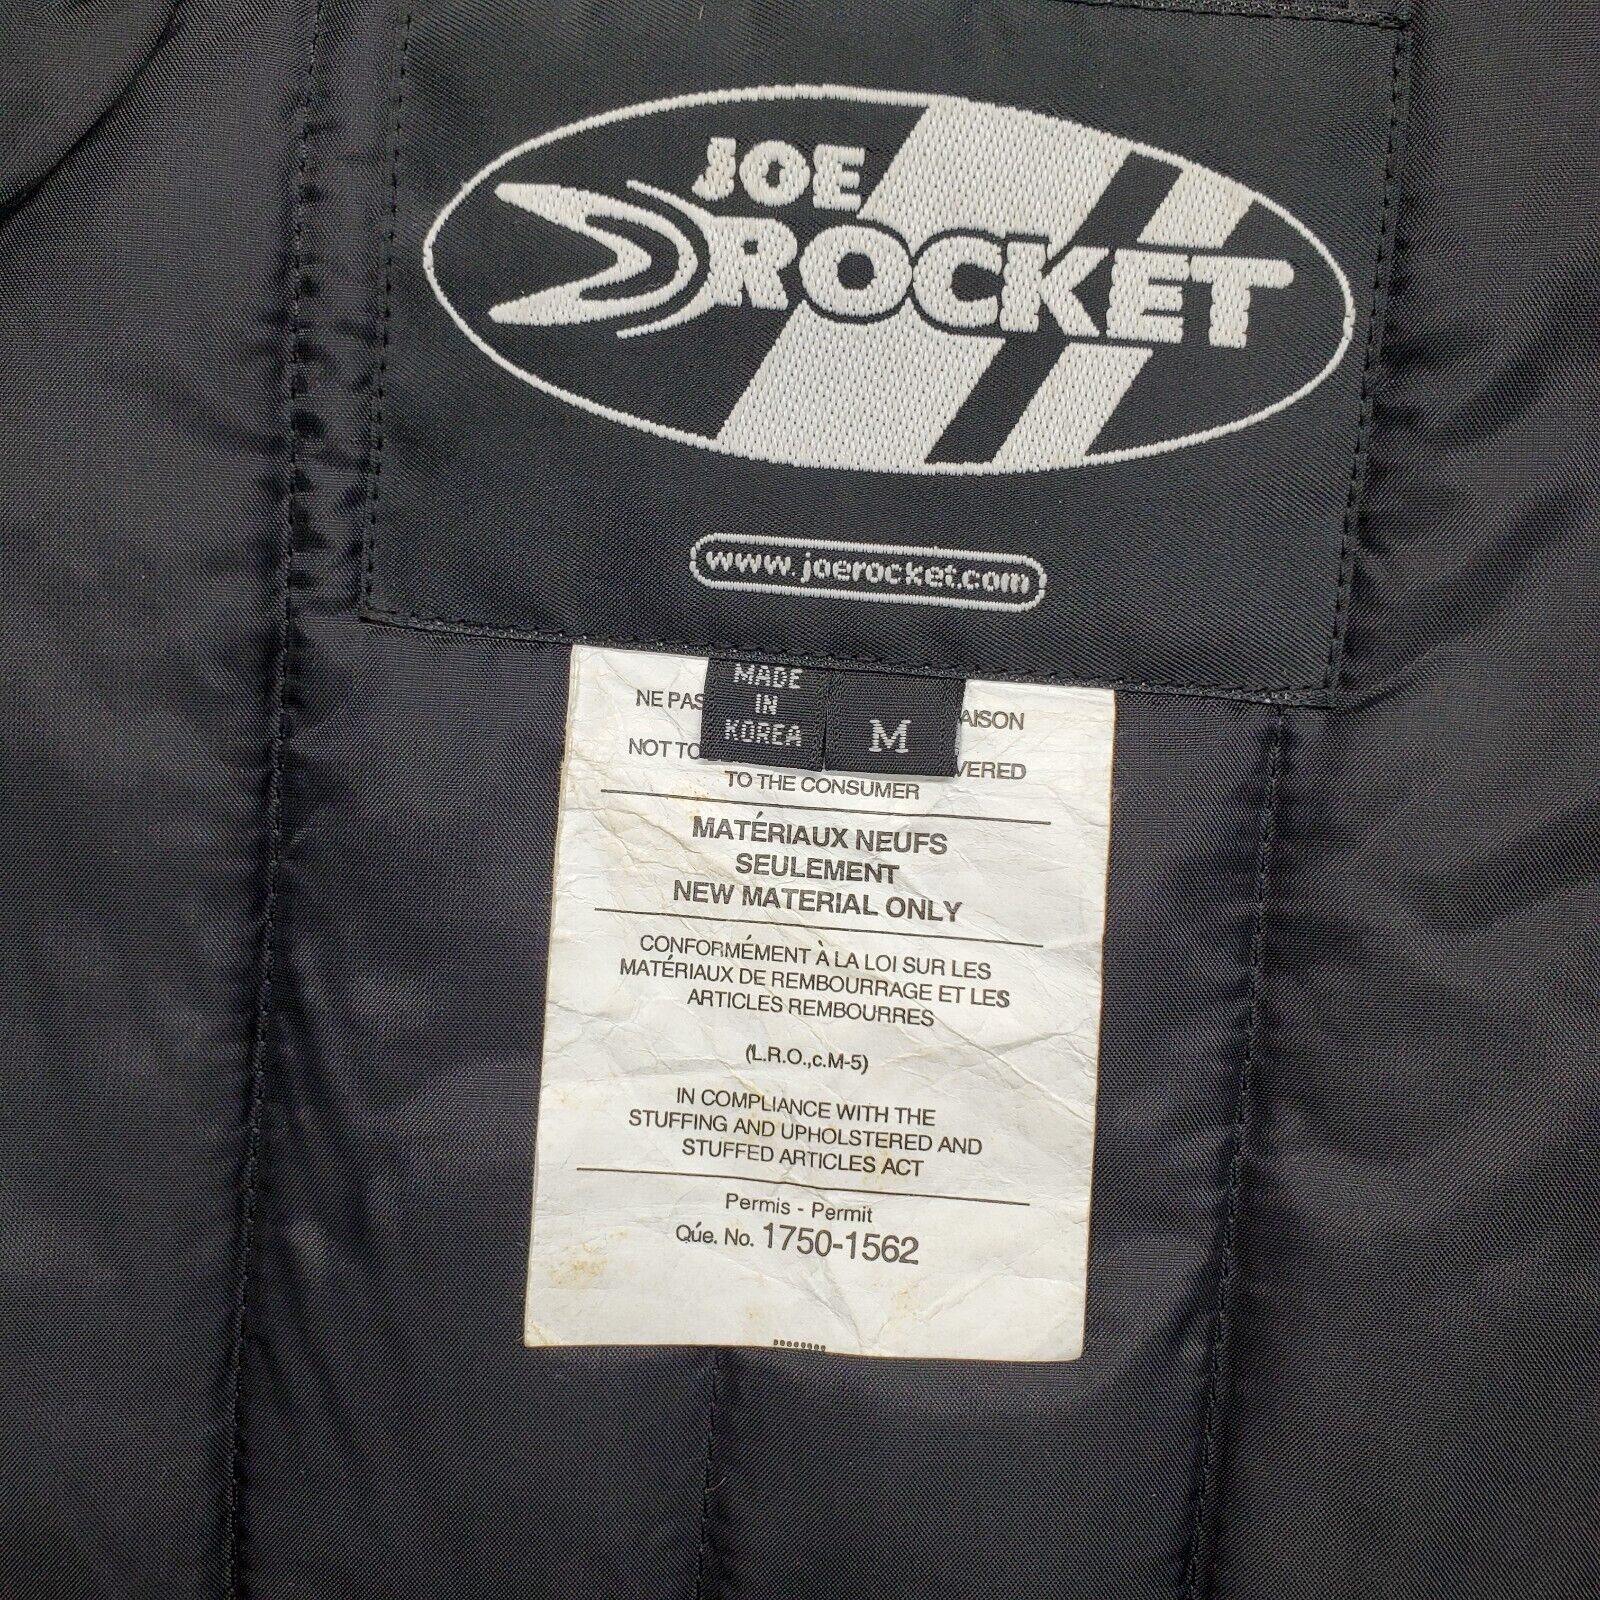 JOE
ROCKET
www.joerocket.com
MADE
IN
KOREA
M
NE PAS
AISON
NOT TO
VERED
TO THE CONSUMER
MATÉRIAUX NEUFS
SEULEMENT
NEW MATERIAL ONLY
CONFORMÉMENT À LA LOI SUR LES
MATÉRIAUX DE REMBOURRAGE ET LES
ARTICLES REMBOURRES
(L.R.O.,c.M-5)
IN COMPLIANCE WITH THE
STUFFING AND UPHOLSTERED AND
STUFFED ARTICLES ACT
Permis - Permit
Qúe. No. 1750-1562